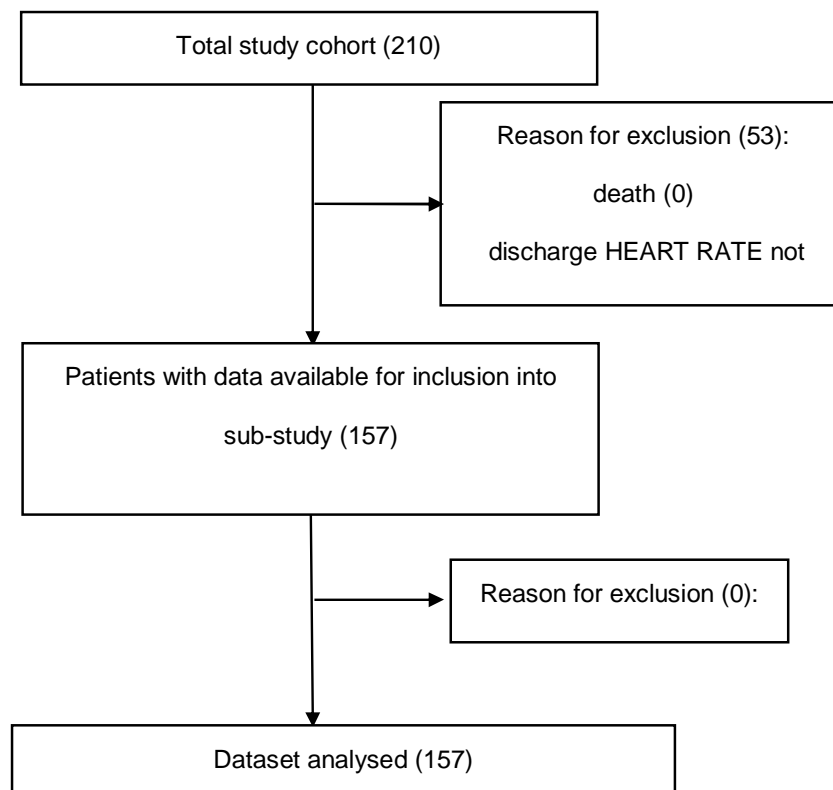 Total study cohort (210)
Reason for exclusion (53):
death (0)
discharge HEART RATE not
Patients with data available for inclusion into
sub-study (157)
Reason for exclusion (0):
Dataset analysed (157)